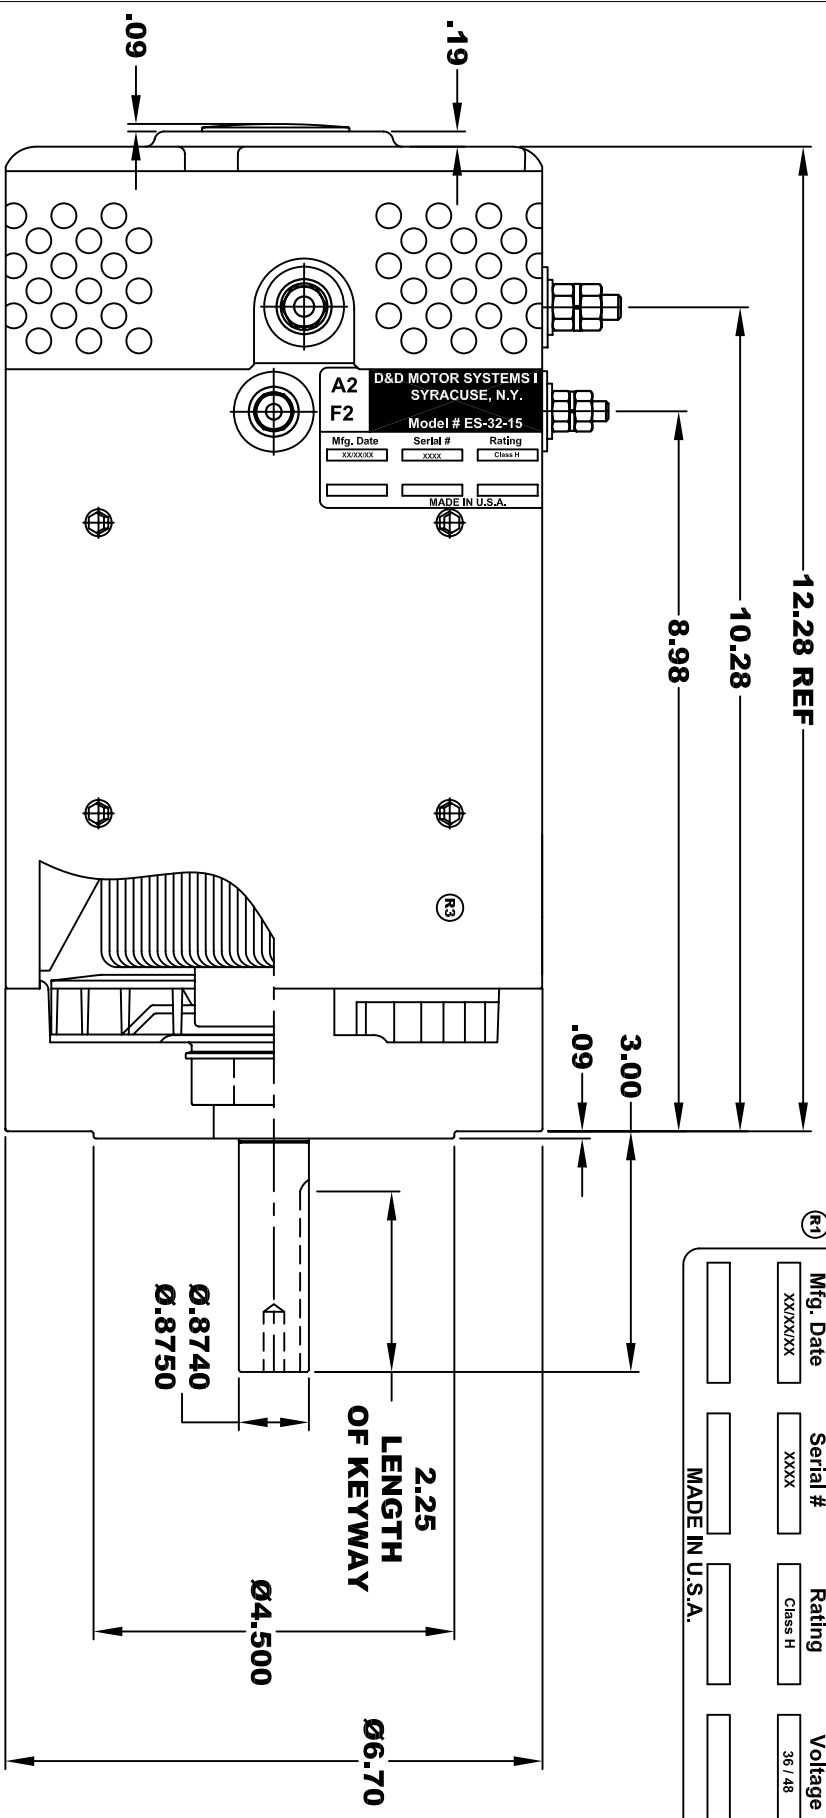 .09
.19
12.28 REF
10.28
8.98
A2
F2
D&D MOTOR SYSTEMS I
SYRACUSE, N.Y.
Model # ES-32-15
Mfg. Date Serial # Rating
XX/XX/XX XXXX Class H
MADE IN U.S.A.
R3
.09
3.00
Ø.8740
Ø.8750
2.25
LENGTH
OF KEYWAY
Ø4.500
Ø6.70
R1
Mfg. Date Serial # Rating Voltage
XX/XX/XX XXXX Class H 36 / 48
MADE IN U.S.A.